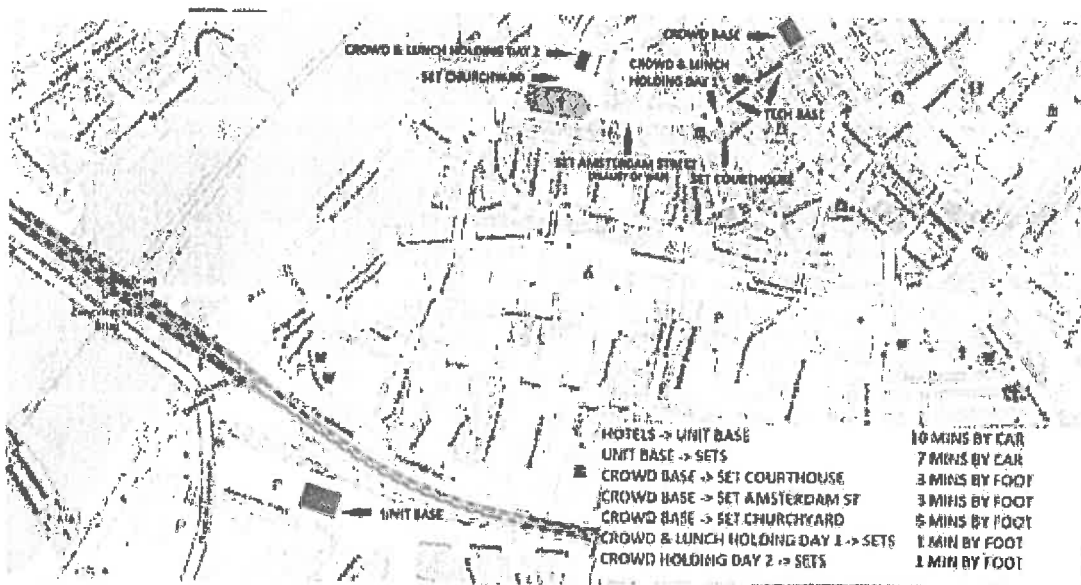 CROWD BASE
CROWD & LUNCH HOLDING DAY 2
CROWD & LUNCH
HOLDING DAY 1
SET CHURCHYARD
TECH BASE
SET AMSTERDAM STREET
SET COURTHOUSE
UNIT BASE
HOTELS -> UNIT BASE 10 MINS BY CAR
UNIT BASE -> SETS 7 MINS BY CAR
CROWD BASE -> SET COURTHOUSE 3 MINS BY FOOT
CROWD BASE -> SET AMSTERDAM ST 3 MINS BY FOOT
CROWD BASE -> SET CHURCHYARD 5 MINS BY FOOT
CROWD & LUNCH HOLDING DAY 1 -> SETS 1 MIN BY FOOT
CROWD HOLDING DAY 2 -> SETS 1 MIN BY FOOT